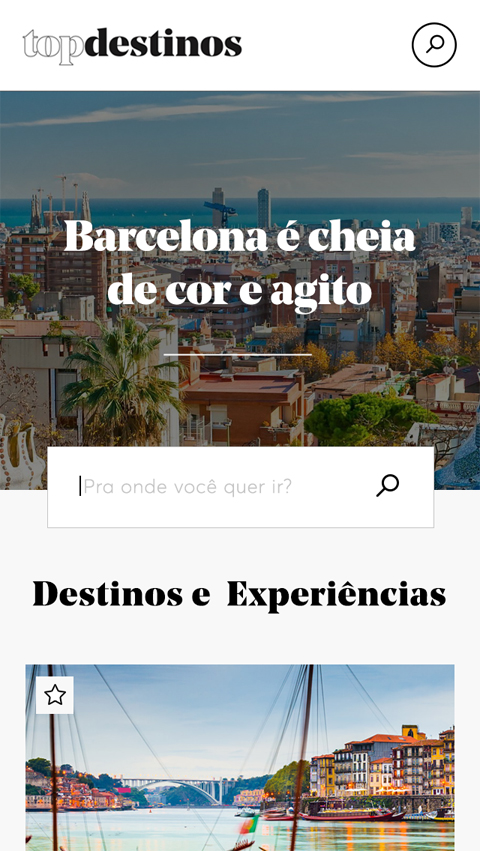 topdestinos
Barcelona é cheia
de cor e agito
Pra onde você quer ir?
Destinos e Experiências